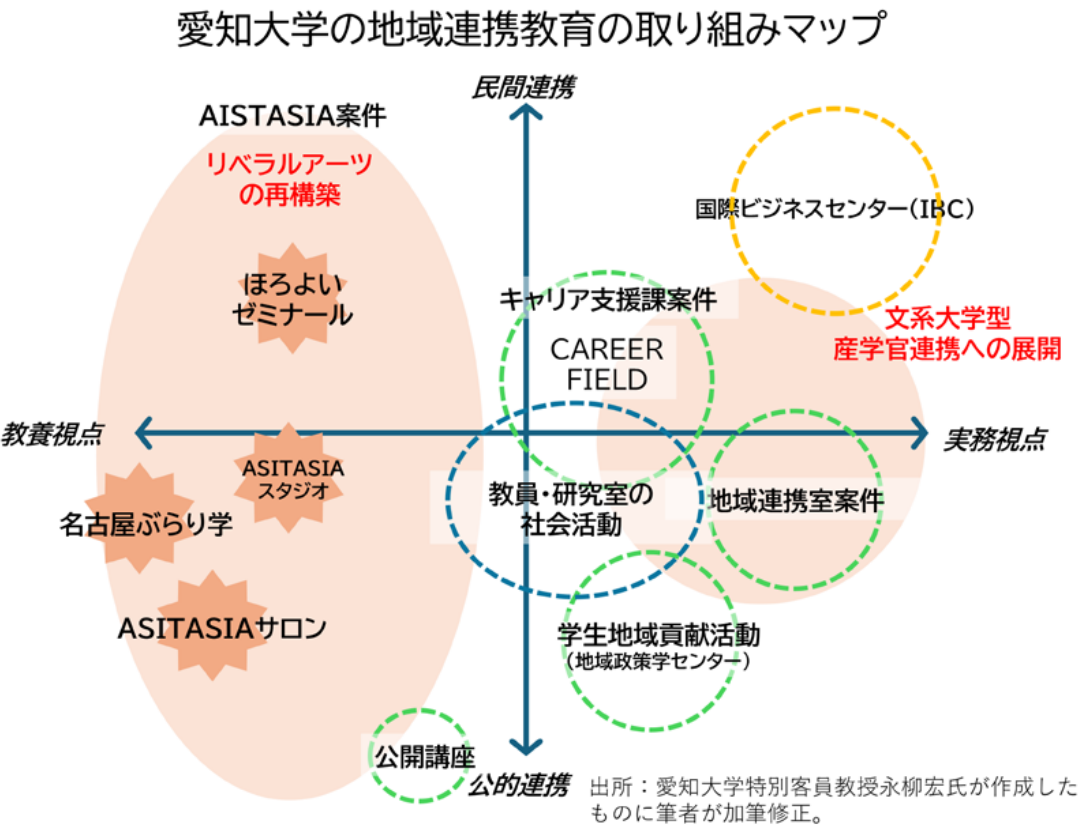 愛知大学の地域連携教育の取り組みマップ
民間連携
AISTASIA案件
リベラルアーツ
の再構築
国際ビジネスセンター(IBC)
ほろよい
ゼミナール
キャリア支援課案件
文系大学型
産学官連携への展開
CAREER
FIELD
教養視点
実務視点
ASITASIA
スタジオ
教員・研究室の
社会活動
地域連携室案件
名古屋ぶらり学
ASITASIAサロン
学生地域貢献活動
(地域政策学センター)
公開講座
公的連携
出所：愛知大学特別客員教授永柳宏氏が作成した
ものに筆者が加筆修正。